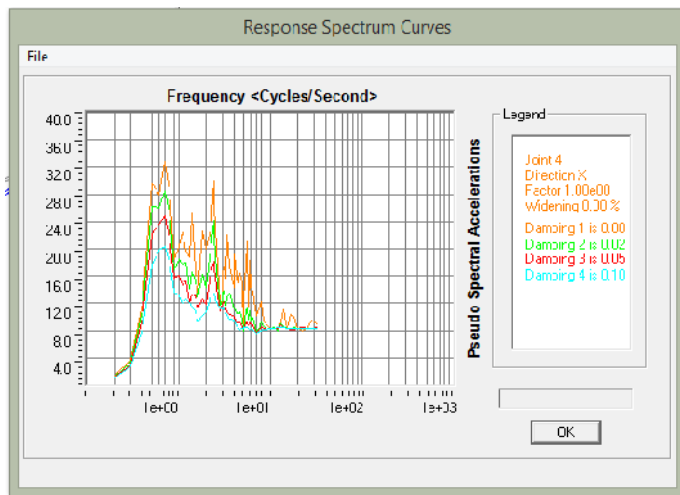 Response Spectrum Curves
File
Frequency <Cycles/Second>
40.0
36.0
32.0
28.0
24.0
20.0
16.0
12.0
8.0
4.0
1e+00
1e+01
1e+02
1e+03
Pseudo Spectral Accelerations
Legend
Joint 4
Direction X
Factor 1.00e00
Widening 0.00 %
Damping 1 is 0.00
Damping 2 is 0.02
Damping 3 is 0.05
Damping 4 is 0.10
OK